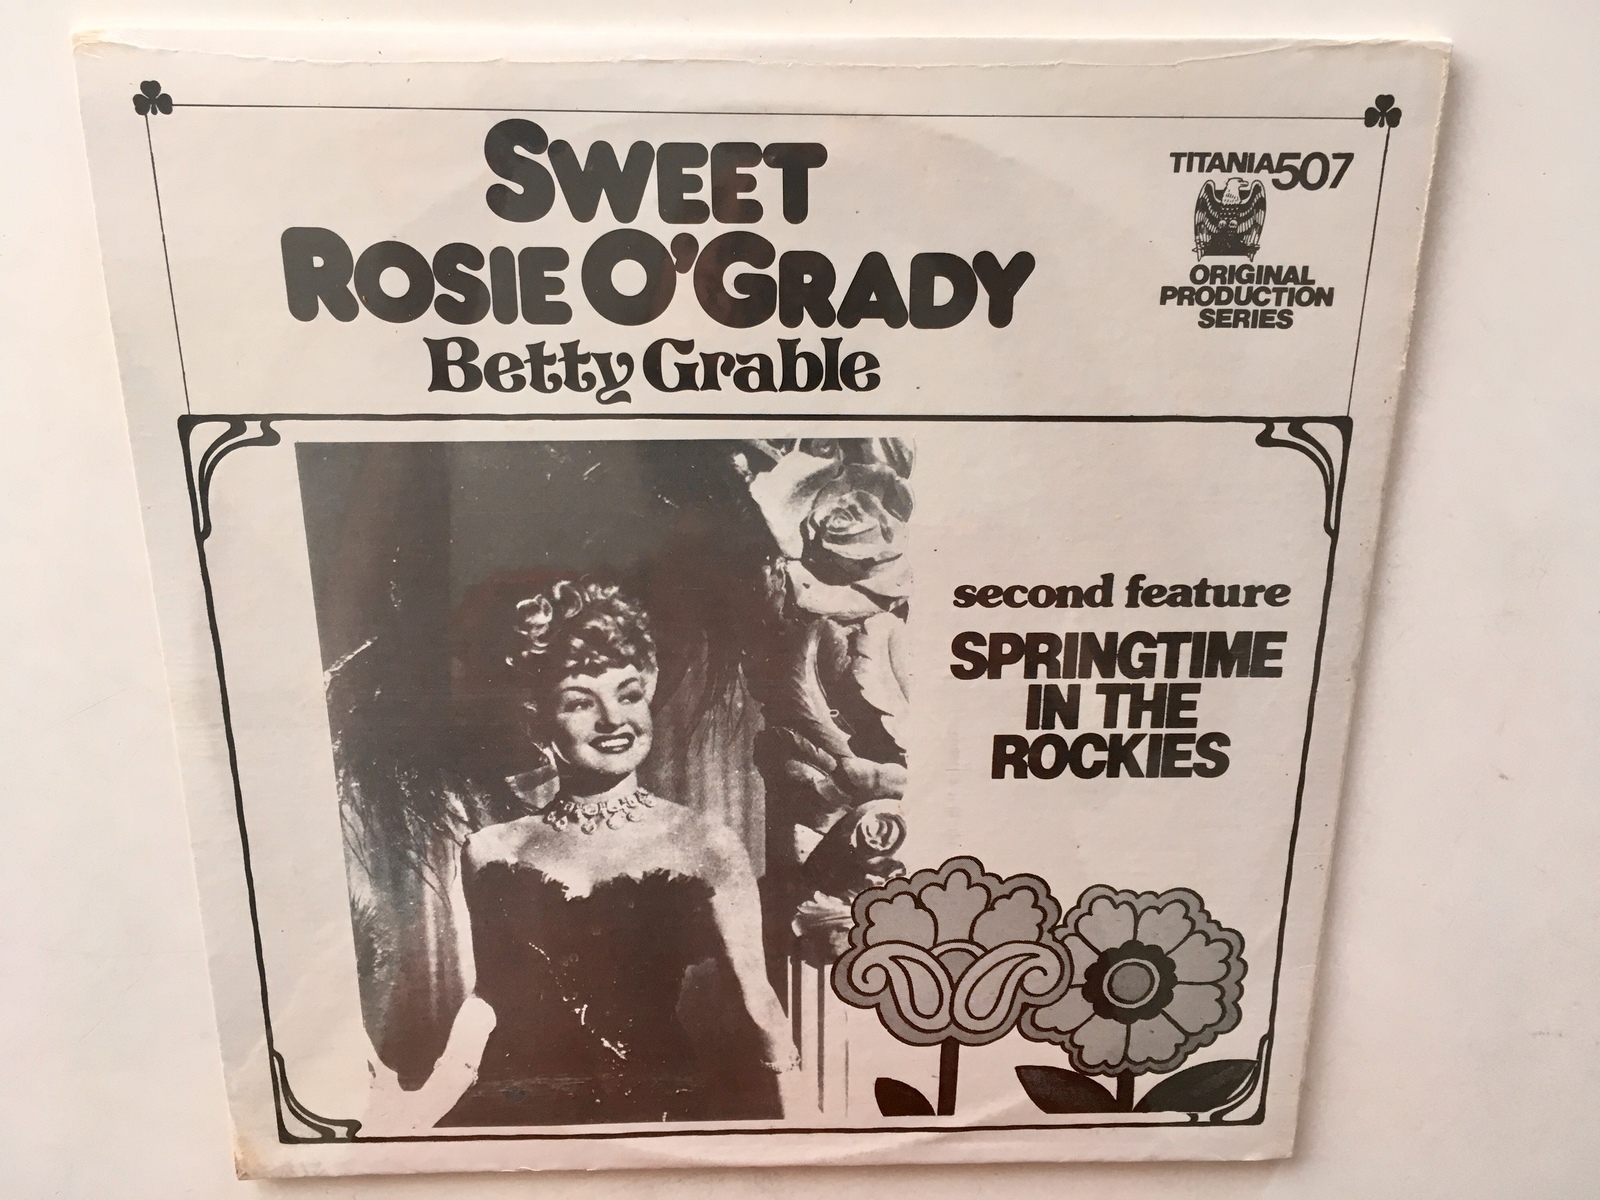 SWEET
ROSIE O'GRADY
Betty Grable
TITANIA 507
ORIGINAL
PRODUCTION
SERIES
second feature
SPRINGTIME
IN THE
ROCKIES